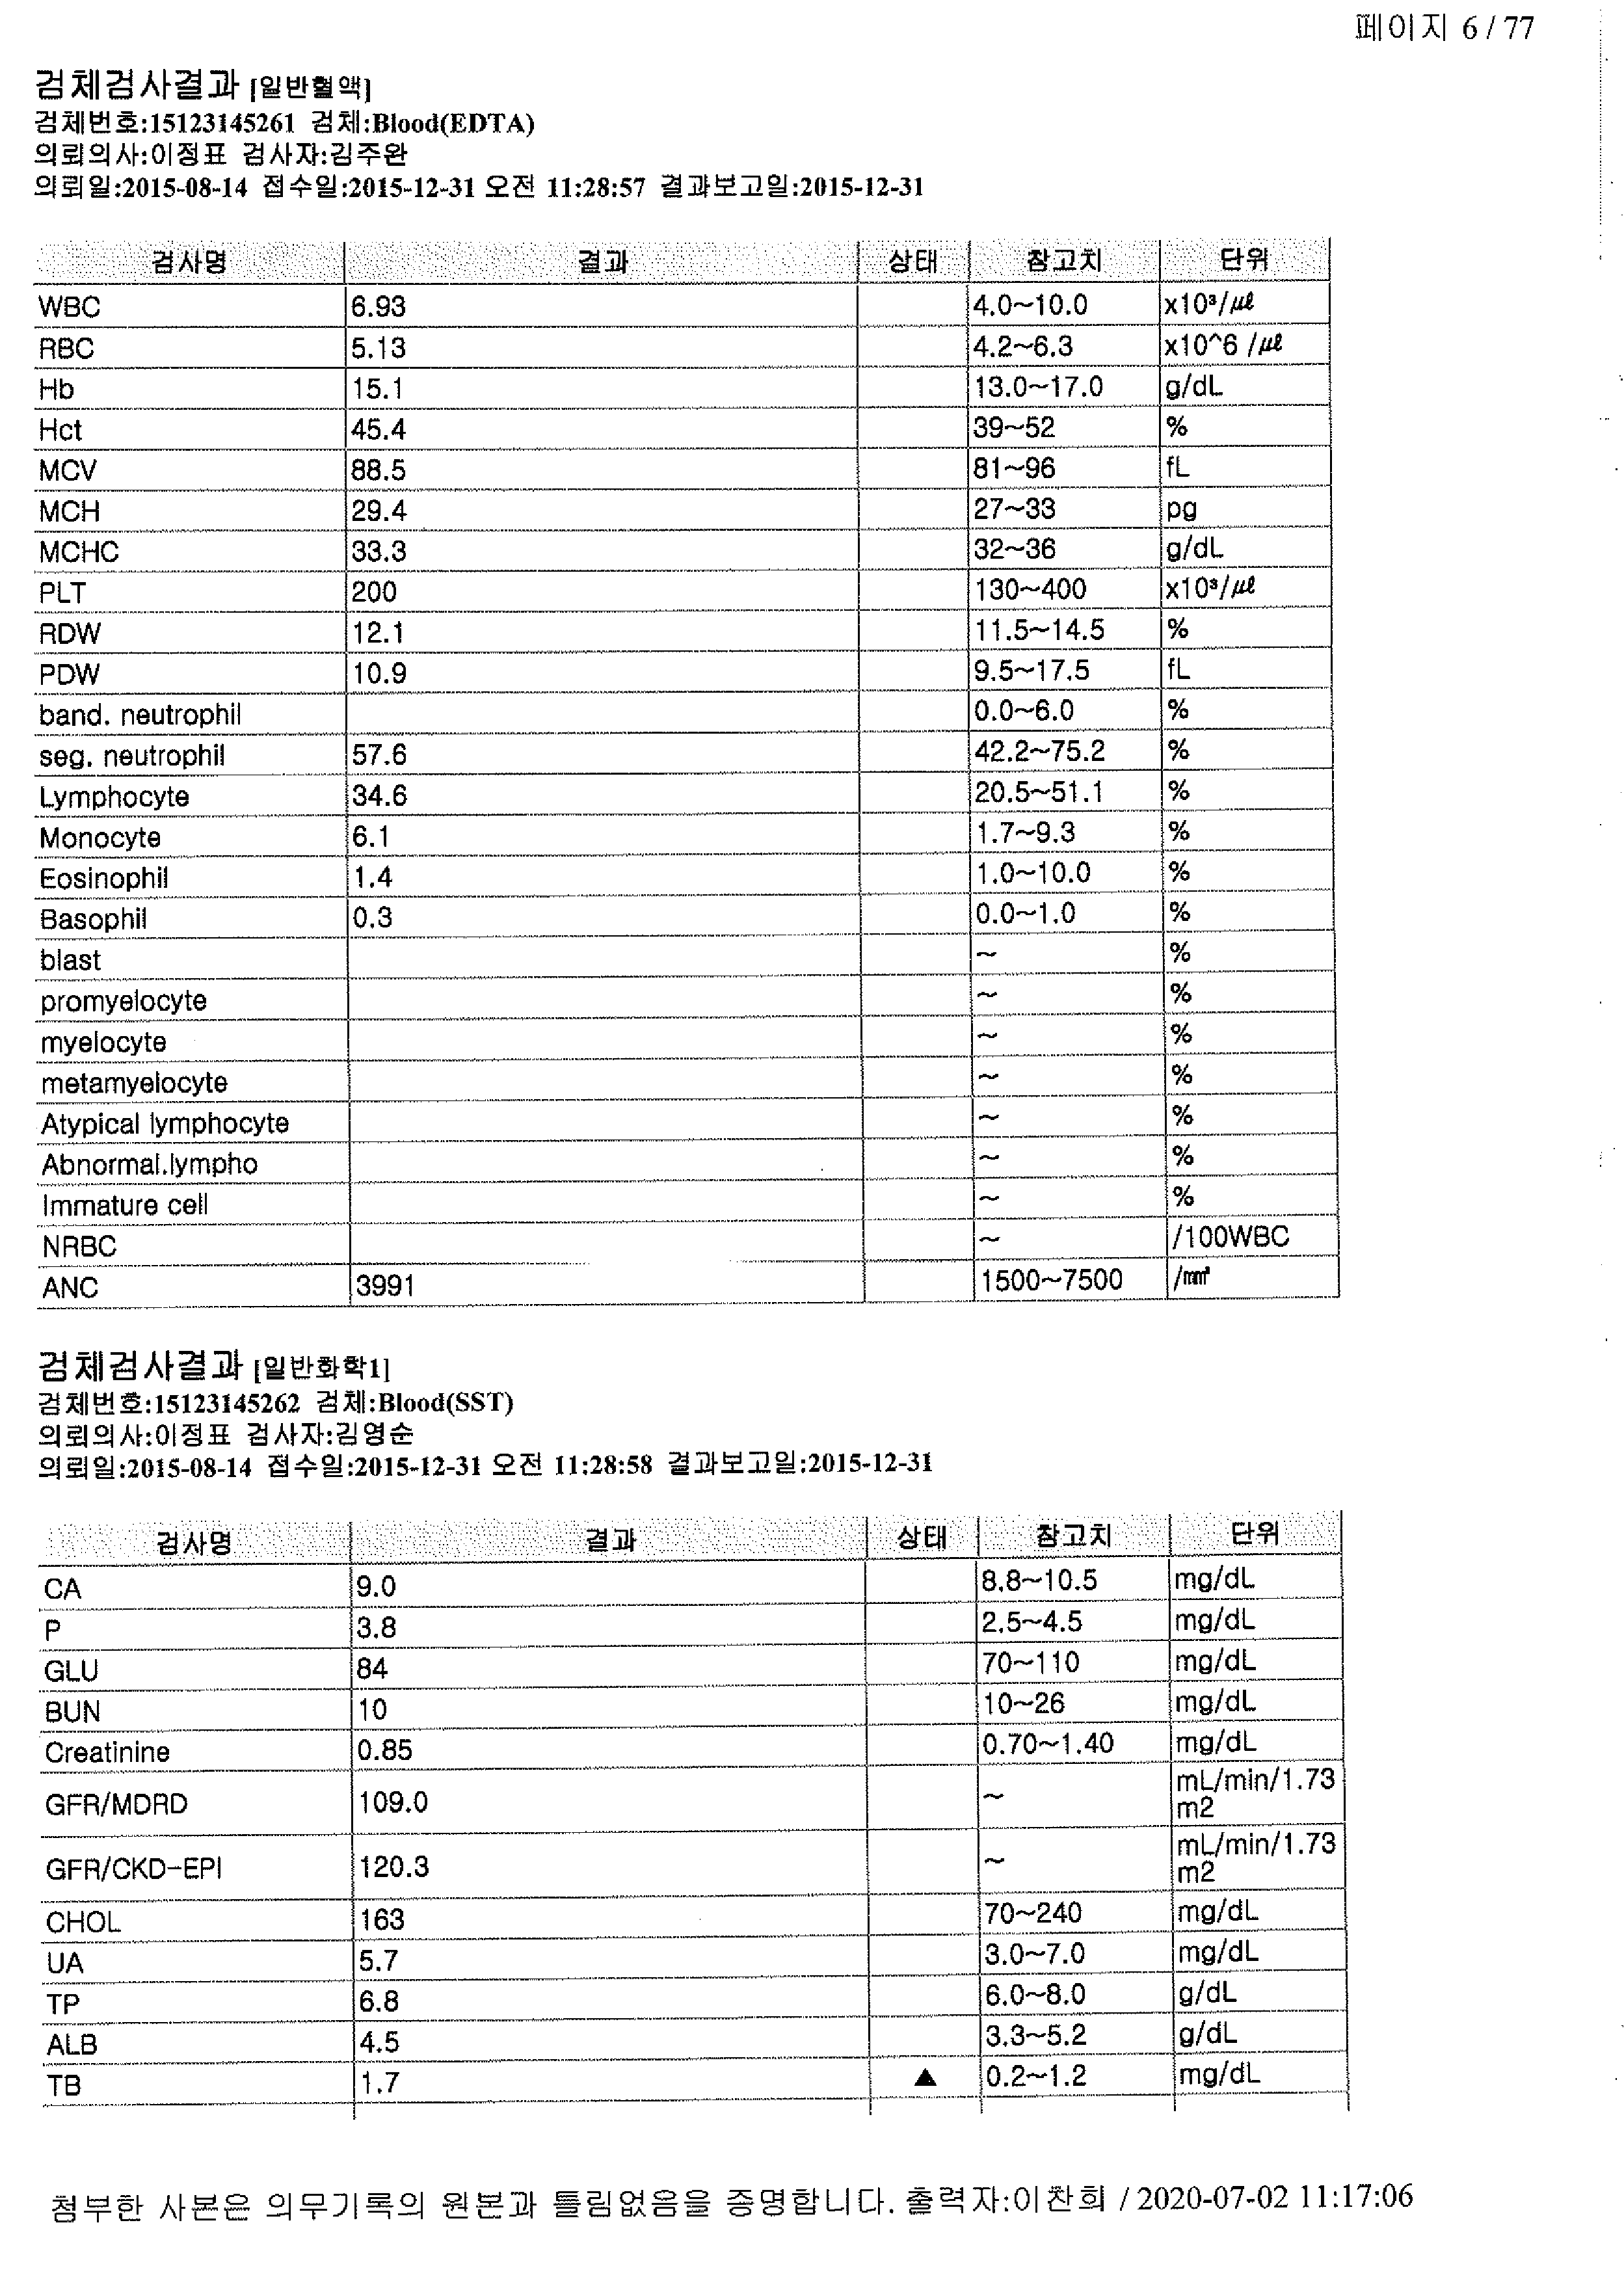 페이지 6 / 77
검체검사결과 [일반혈액]
검체번호:15123145261 검체:Blood(EDTA)
의뢰의사:이정표 검사자:김주완
의뢰일:2015-08-14 접수일:2015-12-31 오전 11:28:57 결과보고일:2015-12-31
검사명 결과 상태 참고치 단위
WBC 6.93 4.0~10.0 x10³/㎕
RBC 5.13 4.2~6.3 x10^6 /㎕
Hb 15.1 13.0~17.0 g/dL
Hct 45.4 39~52 %
MCV 88.5 81~96 fL
MCH 29.4 27~33 pg
MCHC 33.3 32~36 g/dL
PLT 200 130~400 x10³/㎕
RDW 12.1 11.5~14.5 %
PDW 10.9 9.5~17.5 fL
band. neutrophil 0.0~6.0 %
seg. neutrophil 57.6 42.2~75.2 %
Lymphocyte 34.6 20.5~51.1 %
Monocyte 6.1 1.7~9.3 %
Eosinophil 1.4 1.0~10.0 %
Basophil 0.3 0.0~1.0 %
blast ~ %
promyelocyte ~ %
myelocyte ~ %
metamyelocyte ~ %
Atypical lymphocyte ~ %
Abnormal.lympho ~ %
Immature cell ~ %
NRBC ~ /100WBC
ANC 3991 1500~7500 /㎣
검체검사결과 [일반화학1]
검체번호:15123145262 검체:Blood(SST)
의뢰의사:이정표 검사자:김영순
의뢰일:2015-08-14 접수일:2015-12-31 오전 11:28:58 결과보고일:2015-12-31
검사명 결과 상태 참고치 단위
CA 9.0 8.8~10.5 mg/dL
P 3.8 2.5~4.5 mg/dL
GLU 84 70~110 mg/dL
BUN 10 10~26 mg/dL
Creatinine 0.85 0.70~1.40 mg/dL
GFR/MDRD 109.0 ~ mL/min/1.73
m2
GFR/CKD-EPI 120.3 ~ mL/min/1.73
m2
CHOL 163 70~240 mg/dL
UA 5.7 3.0~7.0 mg/dL
TP 6.8 6.0~8.0 g/dL
ALB 4.5 3.3~5.2 g/dL
TB 1.7 ▲ 0.2~1.2 mg/dL
첨부한 사본은 의무기록의 원본과 틀림없음을 증명합니다. 출력자:이찬희 / 2020-07-02 11:17:06